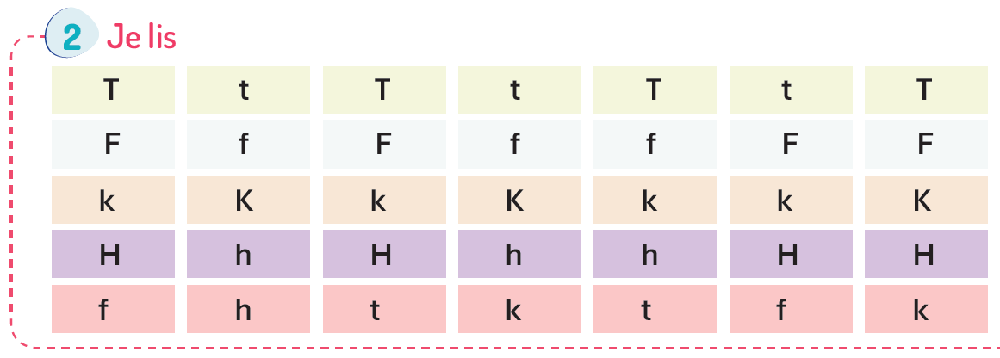 2 Je lis
T t T t T t T
F f F f f F F
k K k K k k K
H h H h h H H
f h t k t f k